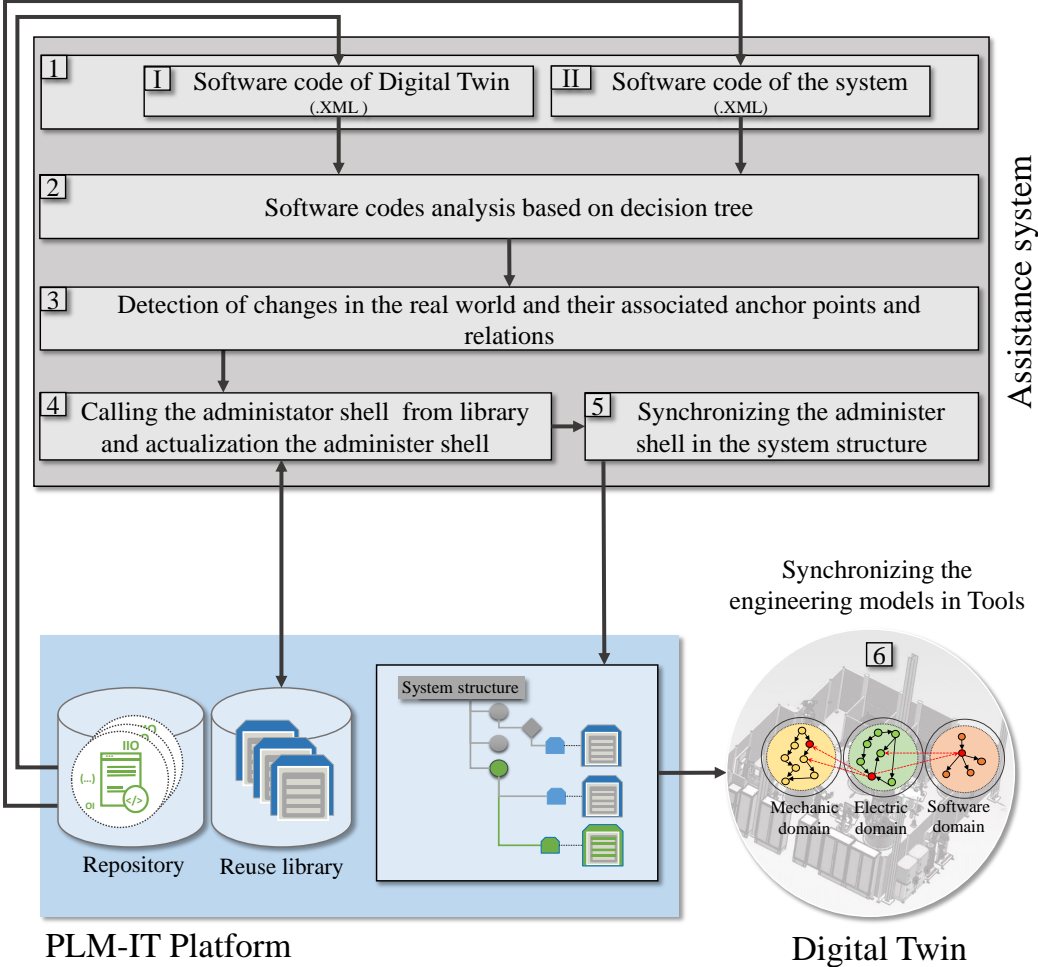 1
I
Software code of Digital Twin
(.XML )
II
Software code of the system
(.XML)
2
Software codes analysis based on decision tree
3
Detection of changes in the real world and their associated anchor points and
relations
4
Calling the administator shell from library
and actualization the administer shell
5
Synchronizing the administer
shell in the system structure
Assistance system
Synchronizing the
engineering models in Tools
6
Mechanic
domain
Electric
domain
Software
domain
Digital Twin
System structure
IIO
(...)
</>
OI
Repository
Reuse library
PLM-IT Platform